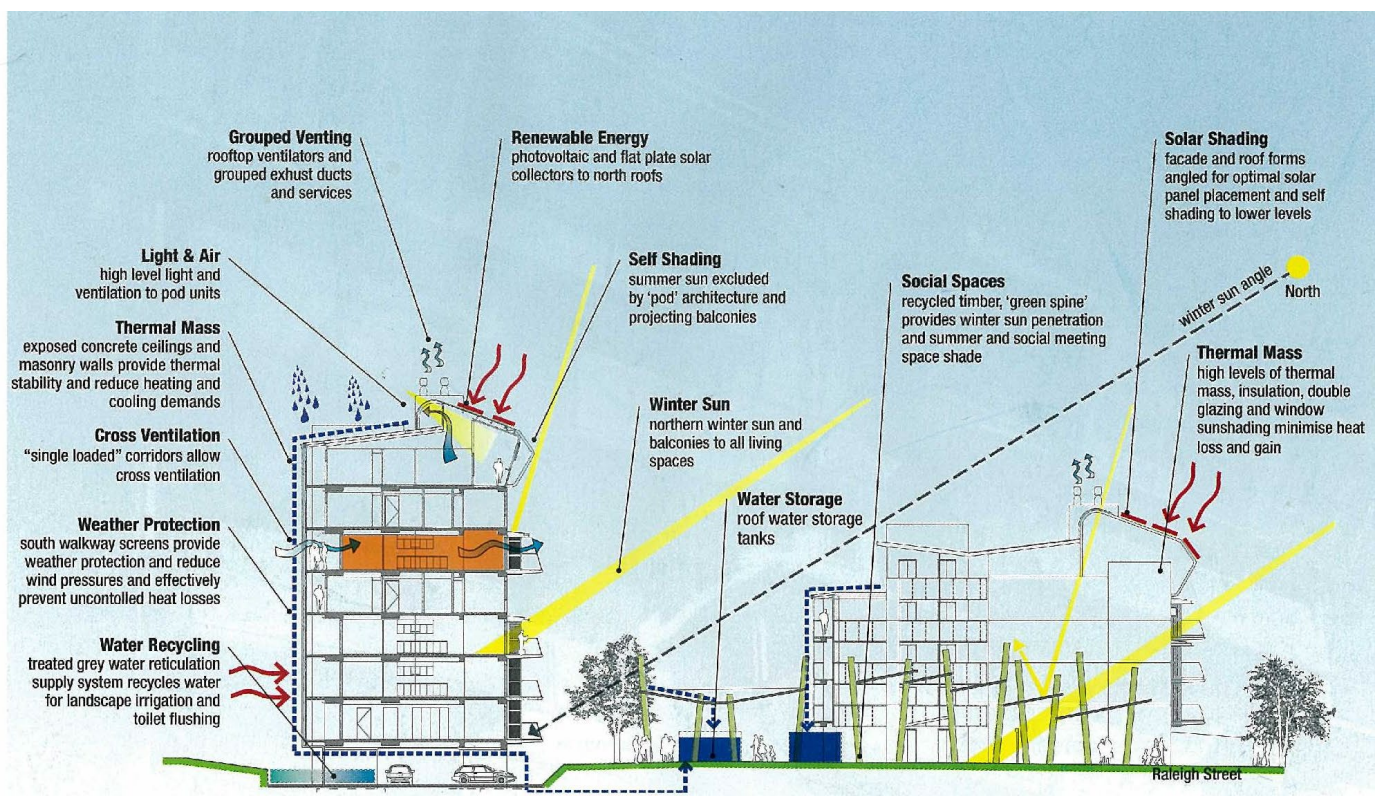 Grouped Venting
rooftop ventilators and
grouped exhust ducts
and services
Renewable Energy
photovoltaic and flat plate solar
collectors to north roofs
Solar Shading
facade and roof forms
angled for optimal solar
panel placement and self
shading to lower levels
Light & Air
high level light and
ventilation to pod units
Self Shading
summer sun excluded
by ‘pod’ architecture and
projecting balconies
Social Spaces
recycled timber, ‘green spine’
provides winter sun penetration
and summer and social meeting
space shade
winter sun angle
North
Thermal Mass
exposed concrete ceilings and
masonry walls provide thermal
stability and reduce heating and
cooling demands
Thermal Mass
high levels of thermal
mass, insulation, double
glazing and window
sunshading minimise heat
loss and gain
Winter Sun
northern winter sun and
balconies to all living
spaces
Cross Ventilation
“single loaded” corridors allow
cross ventilation
Water Storage
roof water storage
tanks
Weather Protection
south walkway screens provide
weather protection and reduce
wind pressures and effectively
prevent uncontolled heat losses
Water Recycling
treated grey water reticulation
supply system recycles water
for landscape irrigation and
toilet flushing
Raleigh Street